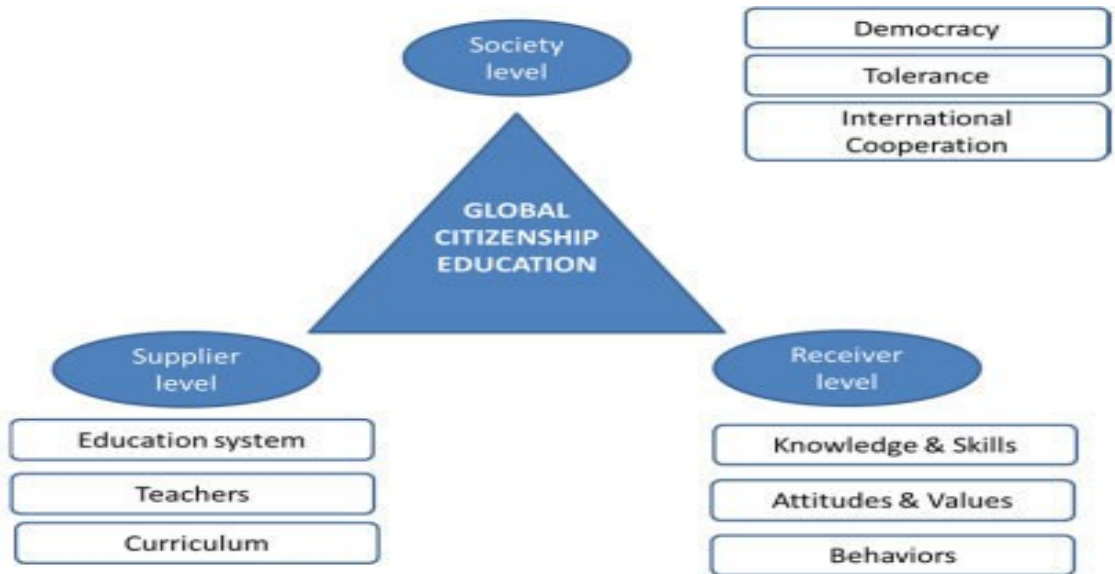 Society
level
Democracy
Tolerance
International
Cooperation
GLOBAL
CITIZENSHIP
EDUCATION
Supplier
level
Education system
Teachers
Curriculum
Receiver
level
Knowledge & Skills
Attitudes & Values
Behaviors